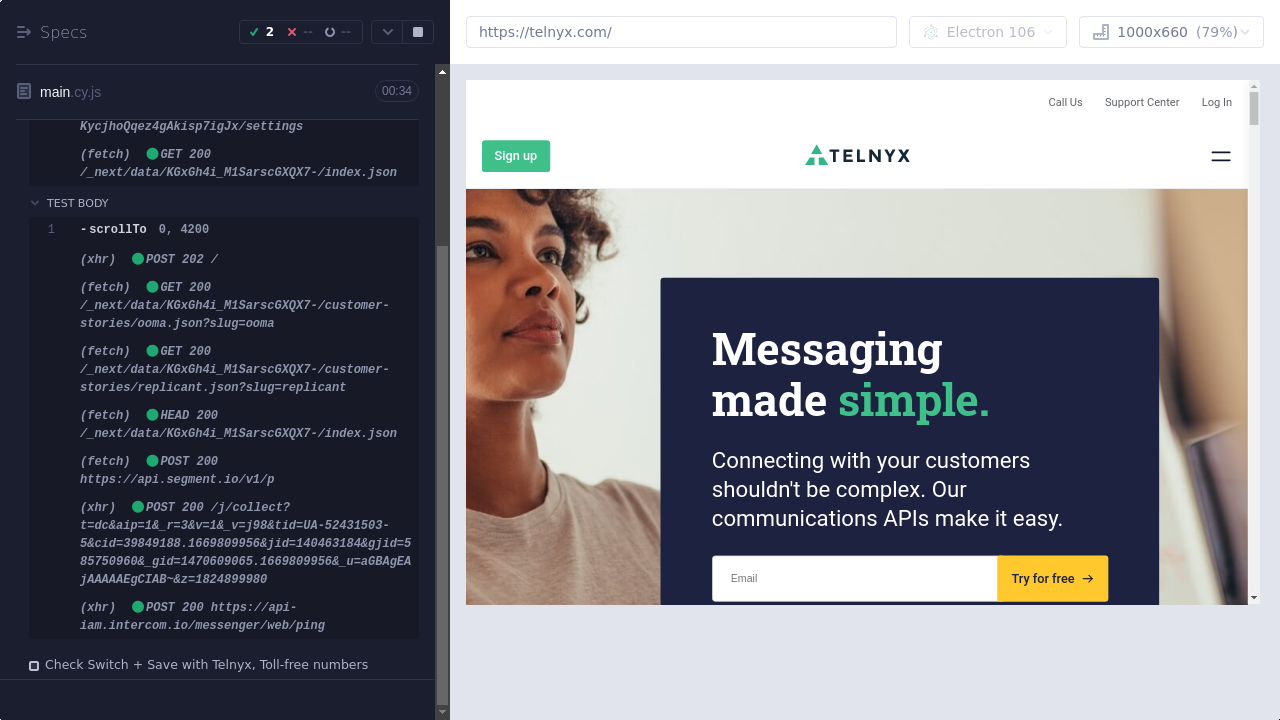 Specs
2
--
--
https://telnyx.com/
Electron 106
1000x660 (79%)
main.cy.js
00:34
KycjhoQqez4gAkisp7igJx/settings
(fetch) GET 200
/_next/data/KGxGh4i_M1SarscGXQX7-/index.json
TEST BODY
1 -scrollTo 0, 4200
(xhr) POST 202 /
(fetch) GET 200
/_next/data/KGxGh4i_M1SarscGXQX7-/customer-
stories/ooma.json?slug=ooma
(fetch) GET 200
/_next/data/KGxGh4i_M1SarscGXQX7-/customer-
stories/replicant.json?slug=replicant
(fetch) HEAD 200
/_next/data/KGxGh4i_M1SarscGXQX7-/index.json
(fetch) POST 200
https://api.segment.io/v1/p
(xhr) POST 200 /j/collect?
t=dc&aip=1&_r=3&v=1&_v=j98&tid=UA-52431503-
5&cid=39849188.1669809956&jid=140463184&gjid=5
85750960&_gid=1470609065.1669809956&_u=aGBAgEA
jAAAAAEgCIAB~&z=1824899980
(xhr) POST 200 https://api-
iam.intercom.io/messenger/web/ping
Check Switch + Save with Telnyx, Toll-free numbers
Call Us Support Center Log In
Sign up
TELNYX
Messaging
made simple.
Connecting with your customers
shouldn't be complex. Our
communications APIs make it easy.
Email
Try for free